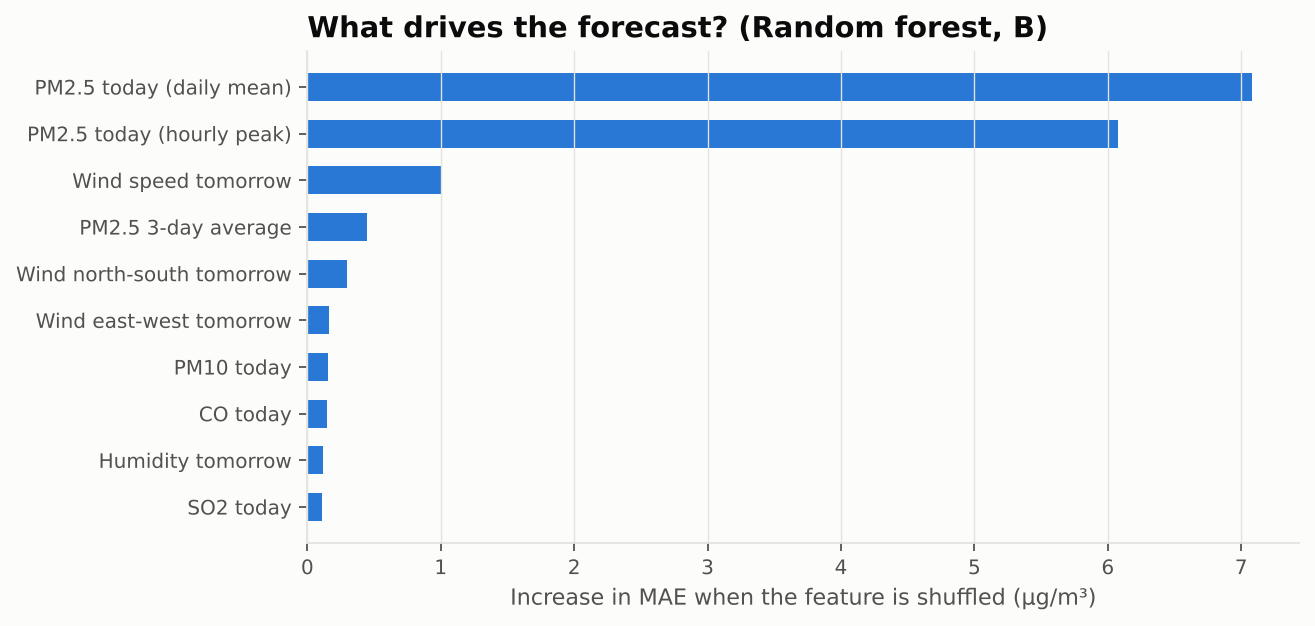 What drives the forecast? (Random forest, B)
PM2.5 today (daily mean)
PM2.5 today (hourly peak)
Wind speed tomorrow
PM2.5 3-day average
Wind north-south tomorrow
Wind east-west tomorrow
PM10 today
CO today
Humidity tomorrow
SO2 today
0 1 2 3 4 5 6 7
Increase in MAE when the feature is shuffled (µg/m³)